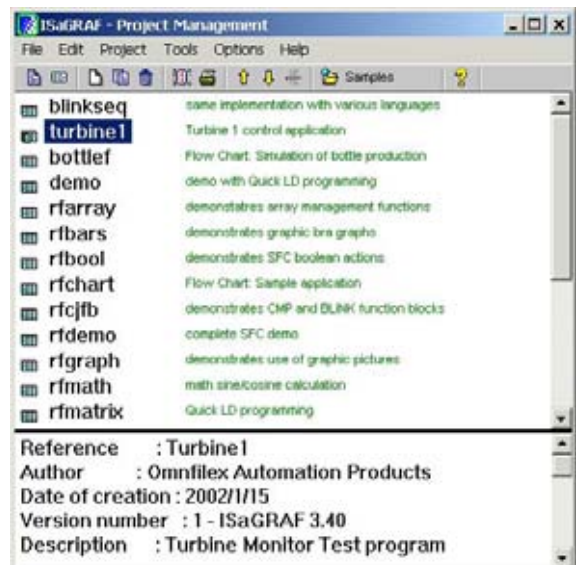 ISaGRAF - Project Management
File Edit Project Tools Options Help
Samples
blinkseq same implementation with various languages
turbine1 Turbine 1 control application
bottlef Flow Chart: Simulation of bottle production
demo demo with Quick LD programming
rfarray demonstatres array management functions
rfbars demonstrates graphic bra graphs
rfbool demonstrates SFC boolean actions
rfchart Flow Chart: Sample application
rfcjfb demonstrates CMP and BLINK function blocks
rfdemo complete SFC demo
rfgraph demonstrates use of graphic pictures
rfmath math sine/cosine calculation
rfmatrix Quick LD programming
Reference : Turbine1
Author : Omnfilex Automation Products
Date of creation : 2002/1/15
Version number : 1 - ISaGRAF 3.40
Description : Turbine Monitor Test program